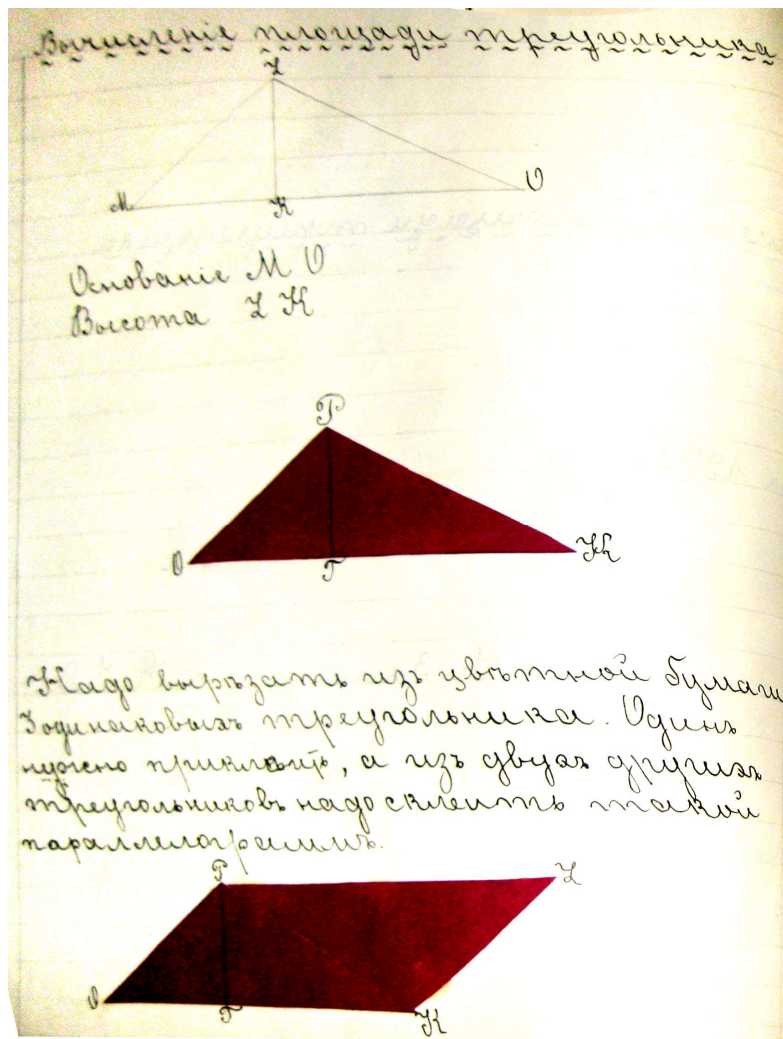 Вычисленіе площади треугольника
Z
М К О
Основаніе М О
Высота Z К
Р
О Т К
Надо вырѣзать изъ цвѣтной бумаги
3 одинаковыхъ треугольника. Одинъ
нужно приклеить, а изъ двухъ другихъ
треугольниковъ надо склеить такой
параллелограммъ.
Р Z
О Т К